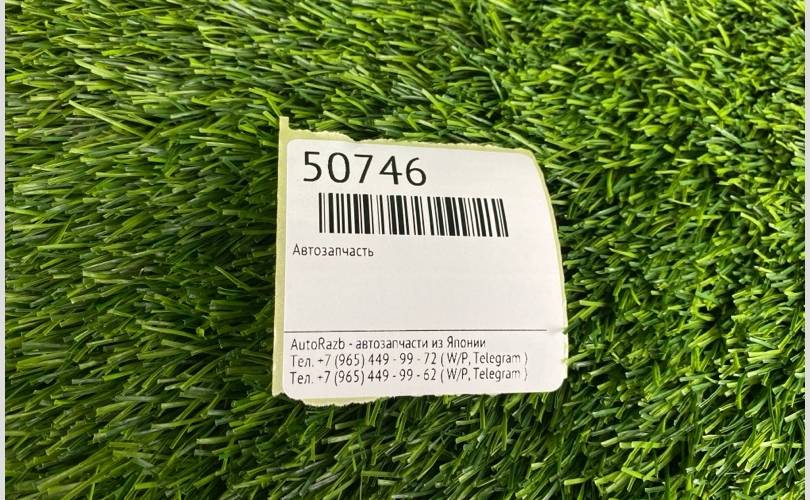 50746
Автозапчасть
AutoRazb - автозапчасти из Японии
Тел. +7 (965) 449 - 99 - 72 ( W/P, Telegram )
Тел. +7 (965) 449 - 99 - 62 ( W/P, Telegram )